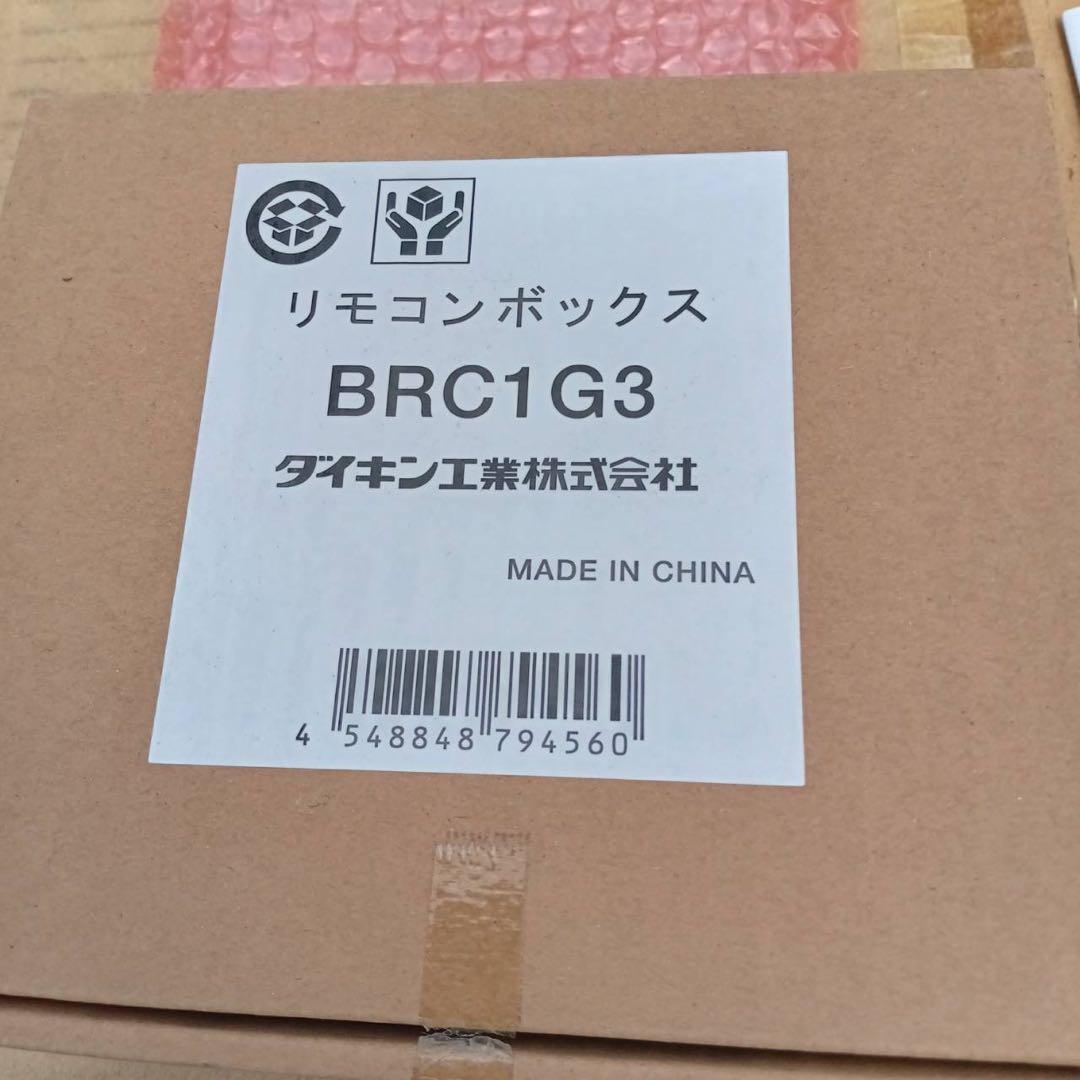 リモコンボックス
BRC1G3
ダイキン工業株式会社
MADE IN CHINA
4 548848 794560